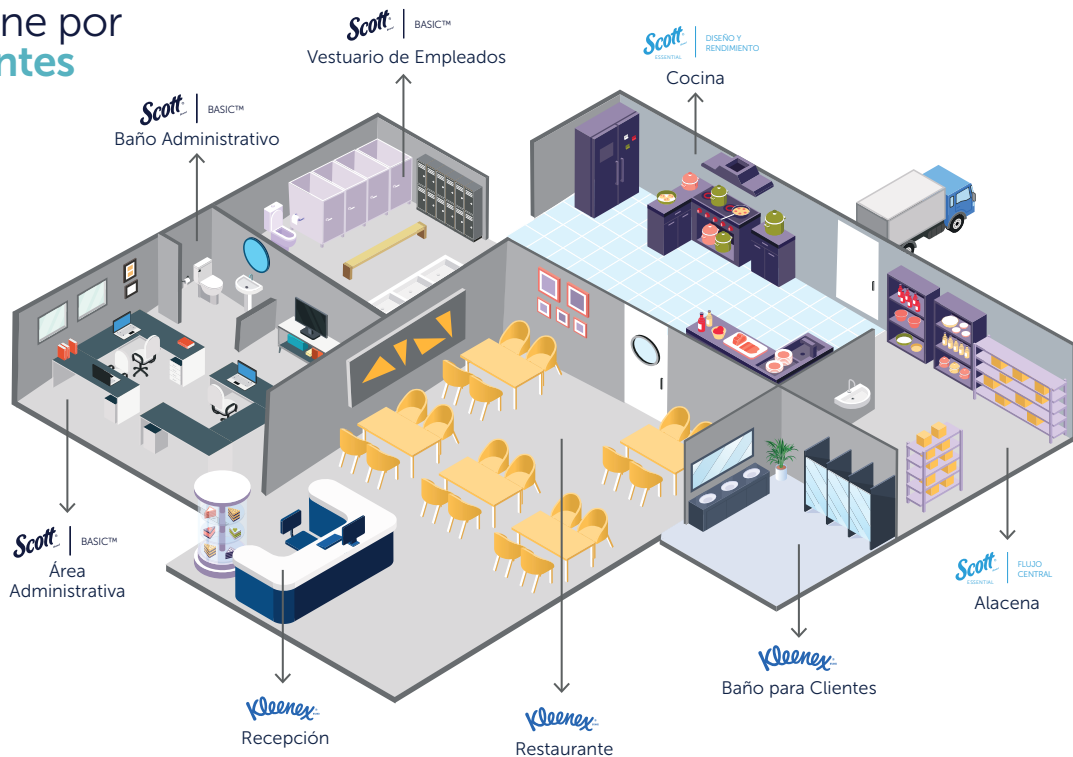 ne por
ntes
Scott BASIC™
Vestuario de Empleados
Scott ESSENTIAL DISEÑO Y
RENDIMIENTO
Cocina
Scott BASIC™
Baño Administrativo
Scott BASIC™
Área
Administrativa
Scott ESSENTIAL FLUJO
CENTRAL
Alacena
Kleenex
Baño para Clientes
Kleenex
Recepción
Kleenex
Restaurante